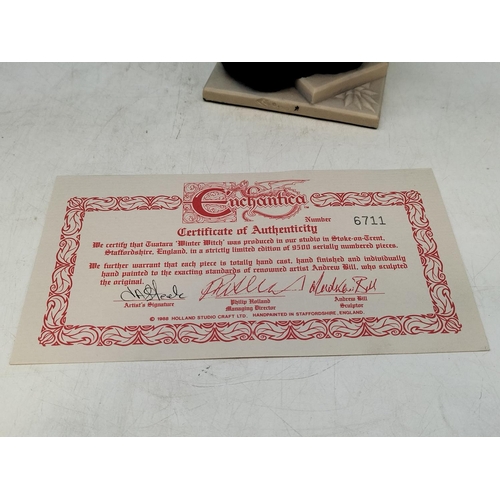 Enchantica
Certificate of Authenticity
Number 6711
We certify that Tuatara 'Winter Witch' was produced in our studio in Stoke-on-Trent,
Staffordshire, England, in a strictly limited edition of 9500 serially numbered pieces.
We further warrant that each piece is totally hand cast, hand finished and individually
hand painted to the exacting standards of renowned artist Andrew Bill, who sculpted
the original.
Andrew Bill
Artist's Signature
Philip Holland
Managing Director
Andrew Bill
Sculptor
© 1988 HOLLAND STUDIO CRAFT LTD. HANDPAINTED IN STAFFORDSHIRE, ENGLAND.